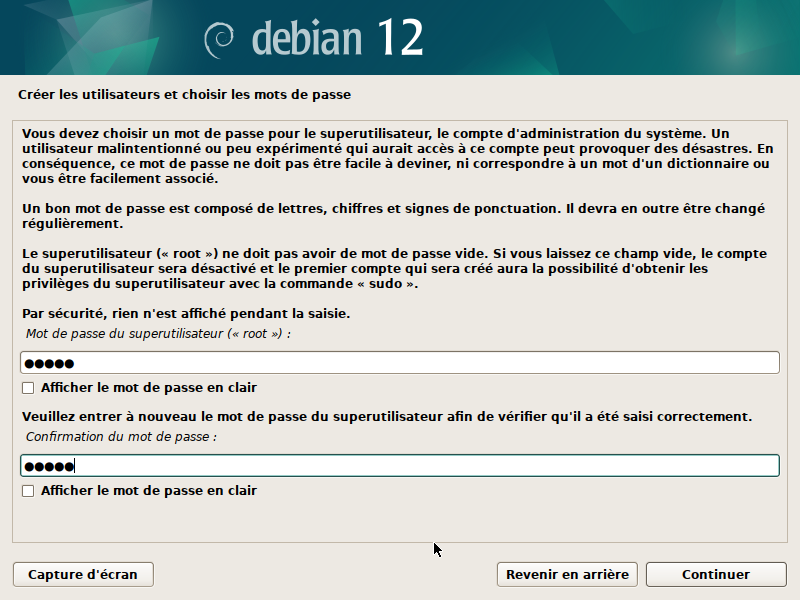 debian 12
Créer les utilisateurs et choisir les mots de passe
Vous devez choisir un mot de passe pour le superutilisateur, le compte d'administration du système. Un
utilisateur malintentionné ou peu expérimenté qui aurait accès à ce compte peut provoquer des désastres. En
conséquence, ce mot de passe ne doit pas être facile à deviner, ni correspondre à un mot d'un dictionnaire ou
vous être facilement associé.
Un bon mot de passe est composé de lettres, chiffres et signes de ponctuation. Il devra en outre être changé
régulièrement.
Le superutilisateur (« root ») ne doit pas avoir de mot de passe vide. Si vous laissez ce champ vide, le compte
du superutilisateur sera désactivé et le premier compte qui sera créé aura la possibilité d'obtenir les
privilèges du superutilisateur avec la commande « sudo ».
Par sécurité, rien n'est affiché pendant la saisie.
Mot de passe du superutilisateur (« root ») :
●●●●●
Afficher le mot de passe en clair
Veuillez entrer à nouveau le mot de passe du superutilisateur afin de vérifier qu'il a été saisi correctement.
Confirmation du mot de passe :
●●●●●
Afficher le mot de passe en clair
Capture d'écran
Revenir en arrière
Continuer